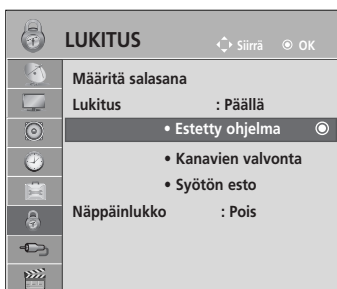 LUKITUS Siirrä OK
Määritä salasana
Lukitus : Päällä
• Estetty ohjelma
• Kanavien valvonta
• Syötön esto
Näppäinlukko : Pois